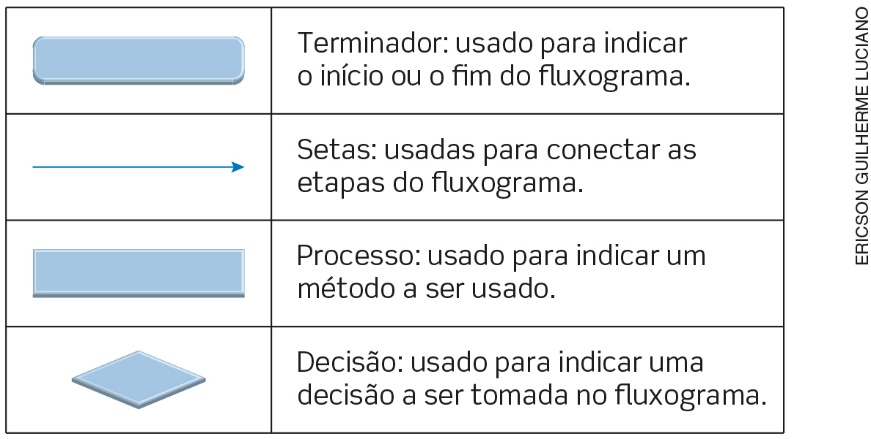 Terminador: usado para indicar
o início ou o fim do fluxograma.
Setas: usadas para conectar as
etapas do fluxograma.
Processo: usado para indicar um
método a ser usado.
Decisão: usado para indicar uma
decisão a ser tomada no fluxograma.
ERICSON GUILHERME LUCIANO